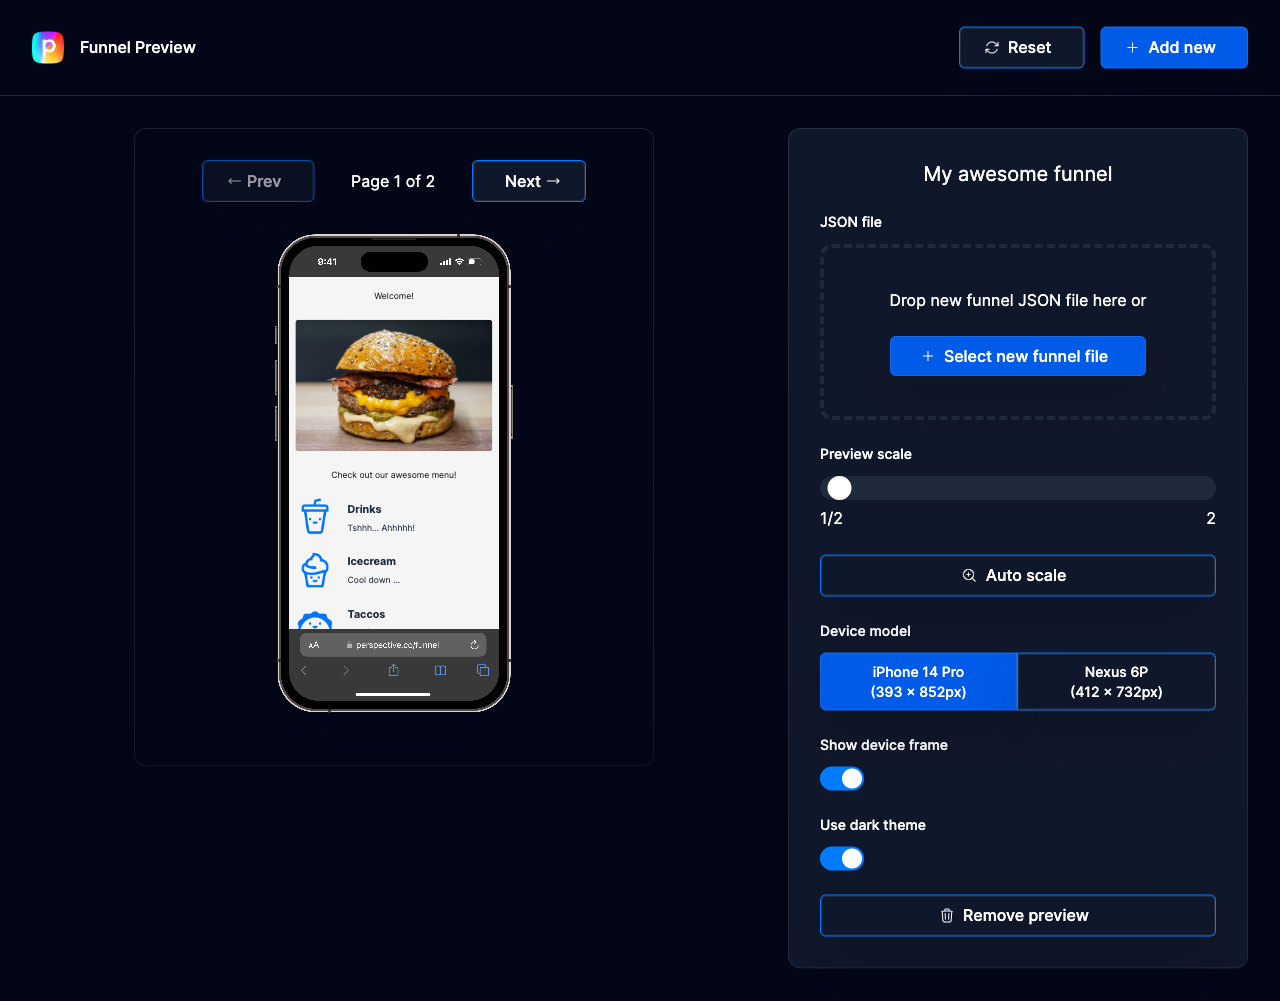 Funnel Preview
Reset
+ Add new
← Prev
Page 1 of 2
Next →
9:41
Welcome!
Check out our awesome menu!
Drinks
Tshhh... Ahhhhh!
Icecream
Cool down ...
Taccos
AA
perspective.co/funnel
My awesome funnel
JSON file
Drop new funnel JSON file here or
+ Select new funnel file
Preview scale
1/2
2
Auto scale
Device model
iPhone 14 Pro
(393 × 852px)
Nexus 6P
(412 × 732px)
Show device frame
Use dark theme
Remove preview